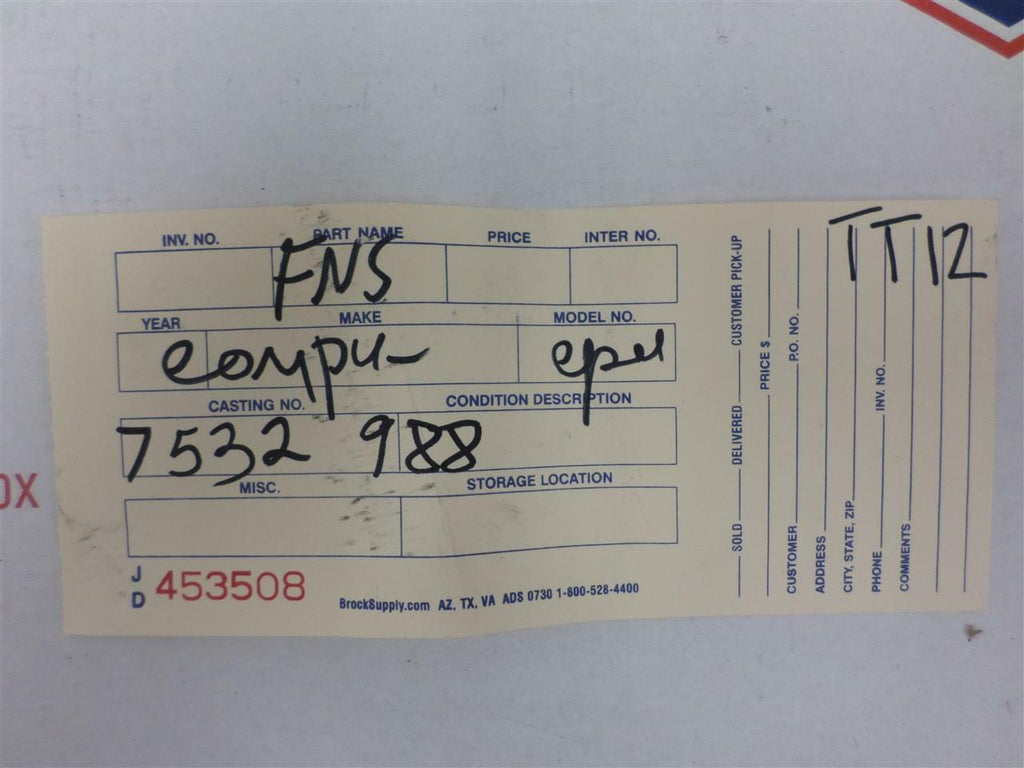 INV. NO. PART NAME PRICE INTER NO.
FNS
YEAR MAKE MODEL NO.
compu- cpu
CASTING NO. CONDITION DESCRIPTION
7532 988
MISC. STORAGE LOCATION
JD 453508
BrockSupply.com AZ, TX, VA ADS 0730 1-800-528-4400
TT12
SOLD DELIVERED CUSTOMER PICK-UP
PRICE $
CUSTOMER P.O. NO.
ADDRESS
CITY, STATE, ZIP
PHONE INV. NO.
COMMENTS
OX